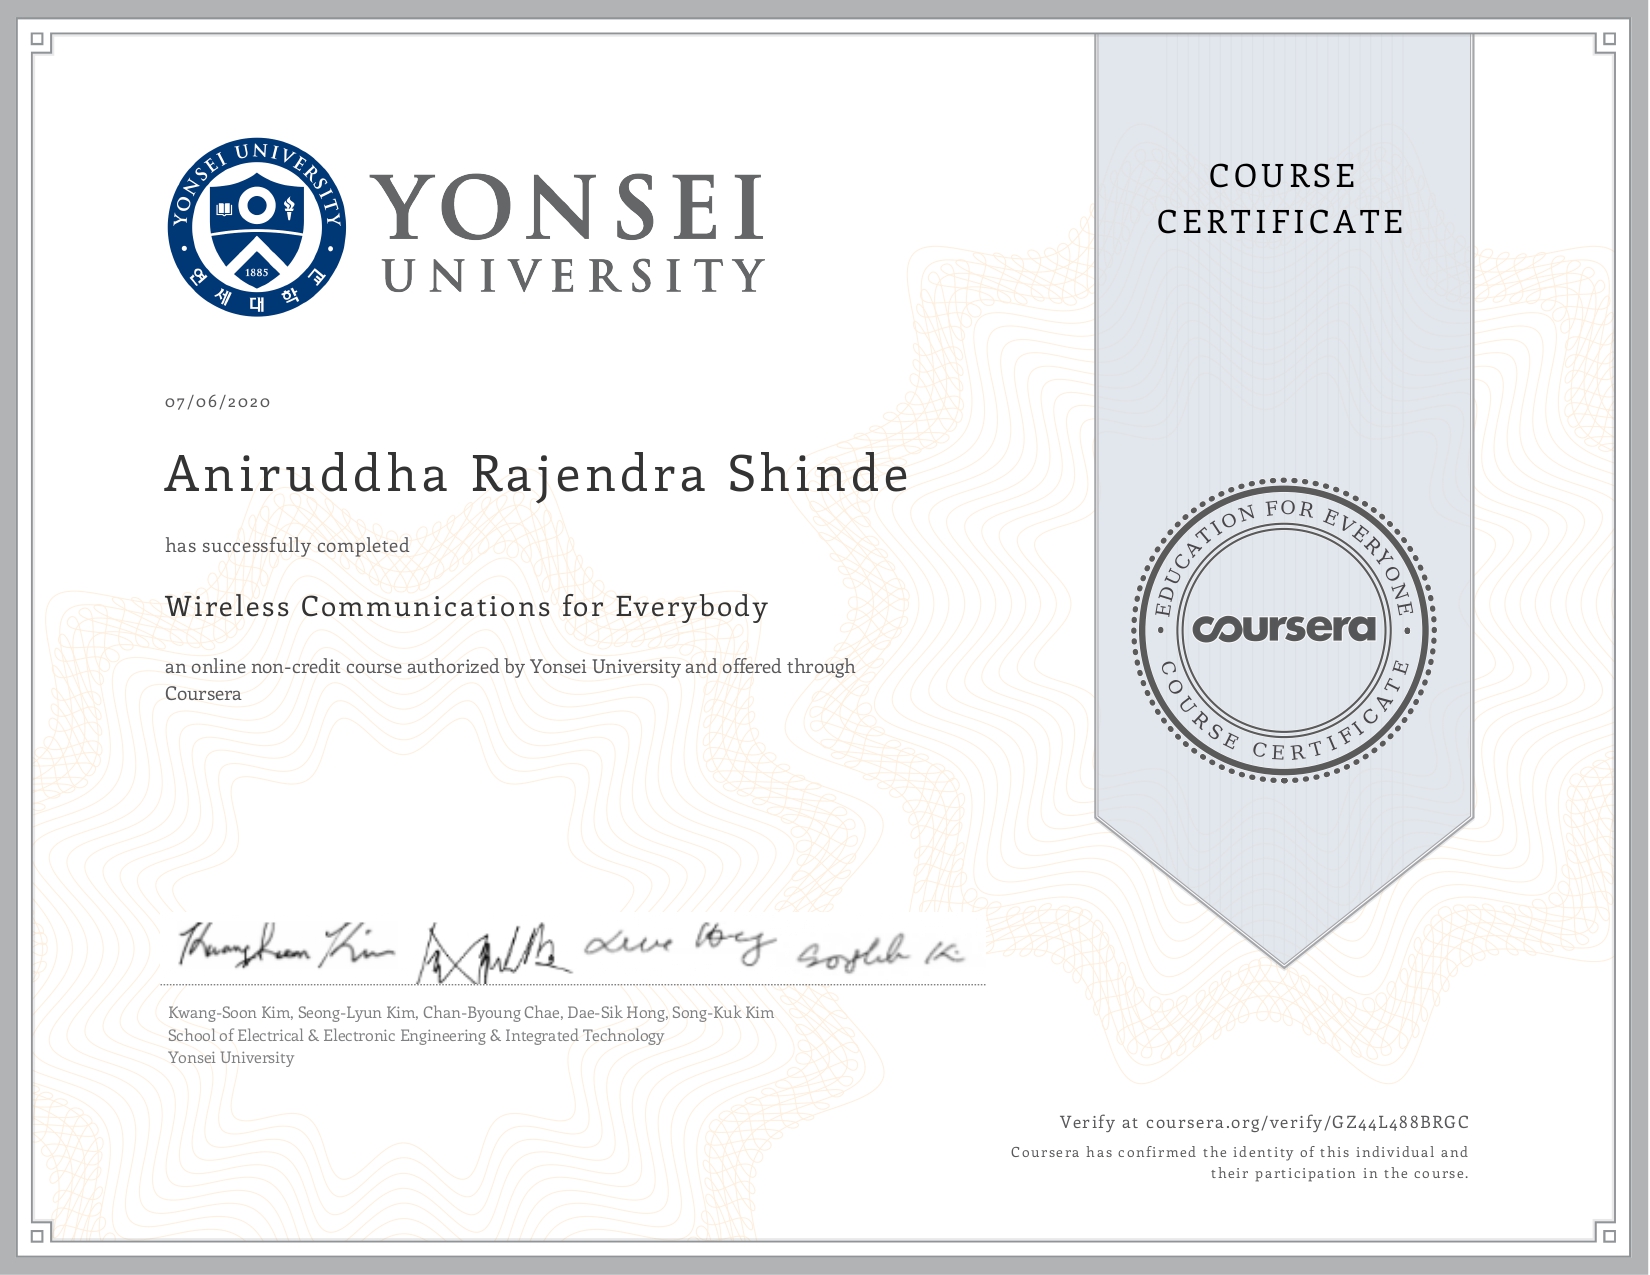 YONSEI UNIVERSITY
1885
연세대학교
YONSEI
UNIVERSITY
COURSE
CERTIFICATE
07/06/2020
Aniruddha Rajendra Shinde
has successfully completed
Wireless Communications for Everybody
an online non-credit course authorized by Yonsei University and offered through
Coursera
EDUCATION FOR EVERYONE
coursera
COURSE CERTIFICATE
Kwang-Soon Kim, Seong-Lyun Kim, Chan-Byoung Chae, Dae-Sik Hong, Song-Kuk Kim
School of Electrical & Electronic Engineering & Integrated Technology
Yonsei University
Verify at coursera.org/verify/GZ44L488BRGC
Coursera has confirmed the identity of this individual and
their participation in the course.